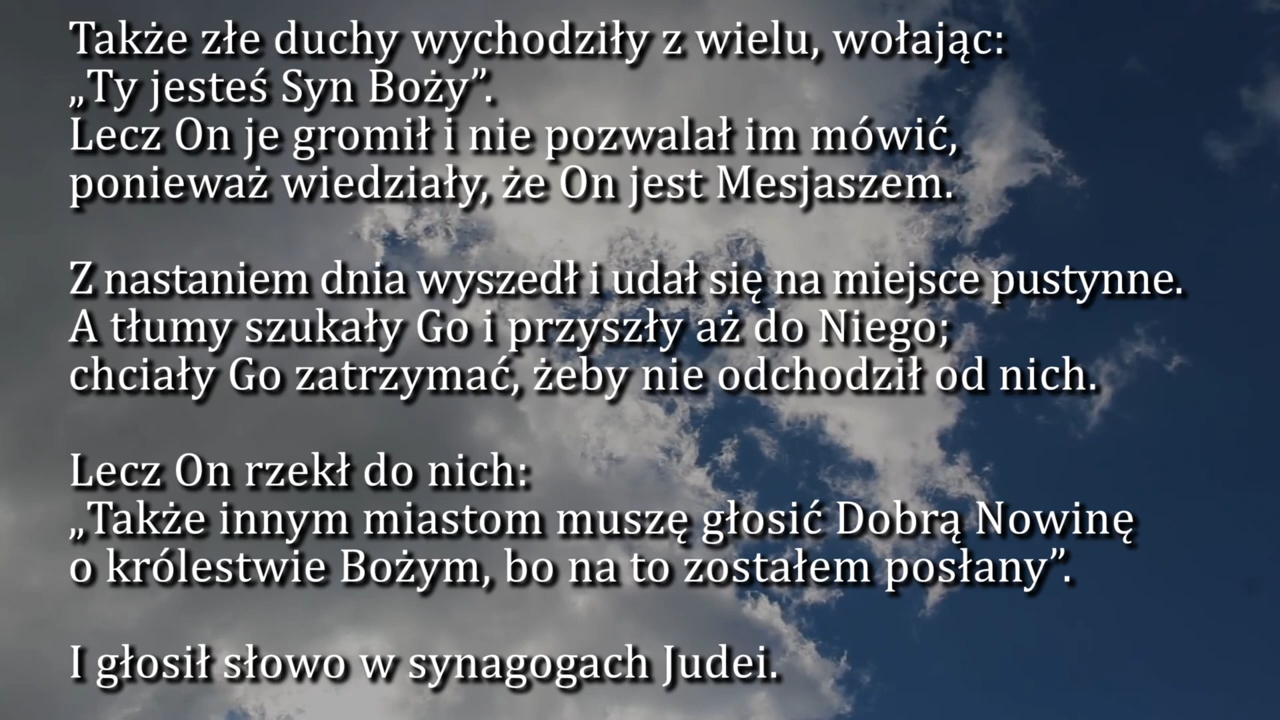 Także złe duchy wychodziły z wielu, wołając:
„Ty jesteś Syn Boży”.
Lecz On je gromił i nie pozwalał im mówić,
ponieważ wiedziały, że On jest Mesjaszem.
Z nastaniem dnia wyszedł i udał się na miejsce pustynne.
A tłumy szukały Go i przyszły aż do Niego;
chciały Go zatrzymać, żeby nie odchodził od nich.
Lecz On rzekł do nich:
„Także innym miastom muszę głosić Dobrą Nowinę
o królestwie Bożym, bo na to zostałem posłany”.
I głosił słowo w synagogach Judei.